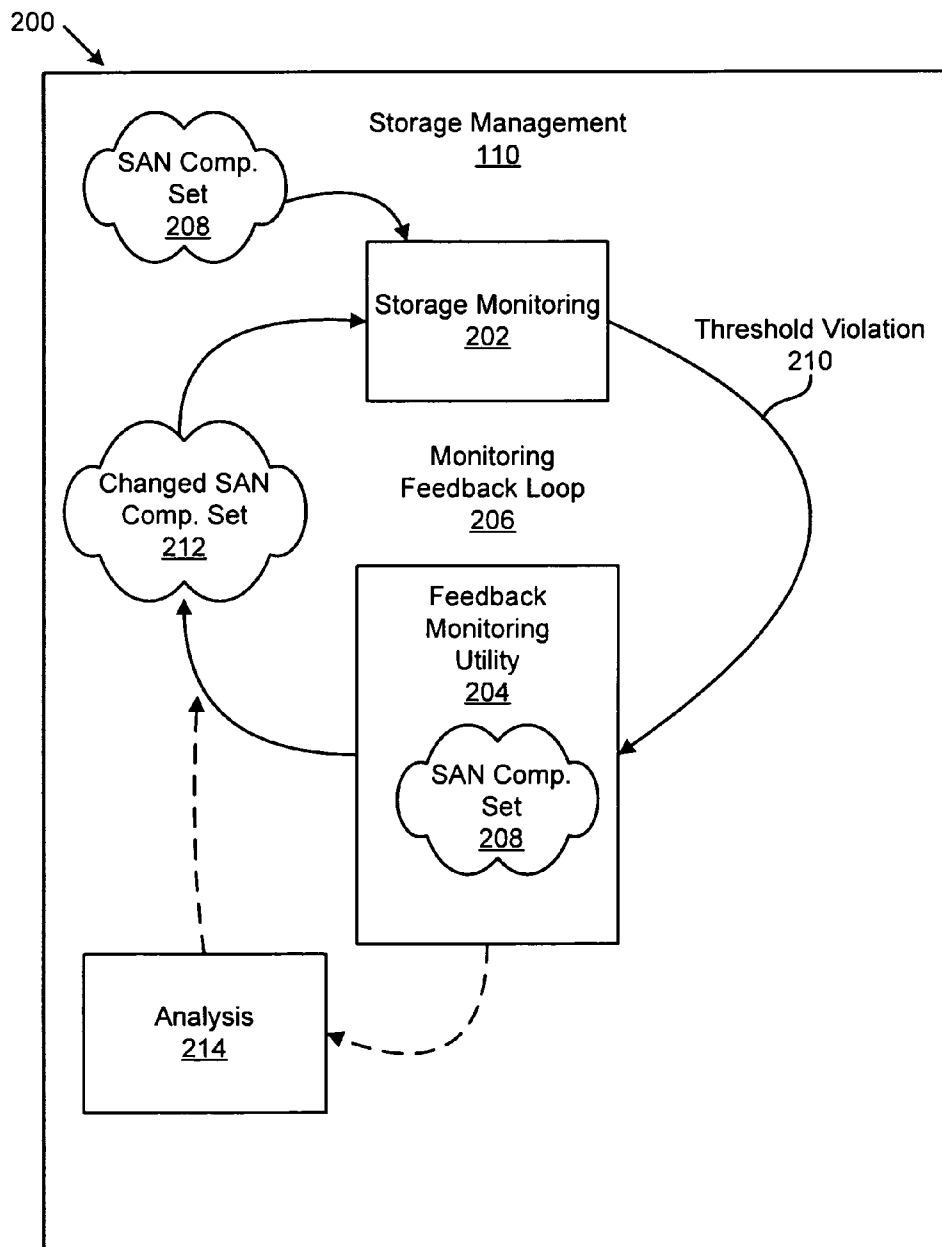 200
Storage Management
110
SAN Comp.
Set
208
Storage Monitoring
202
Threshold Violation
210
Monitoring
Feedback Loop
206
Changed SAN
Comp. Set
212
Feedback
Monitoring
Utility
204
SAN Comp.
Set
208
Analysis
214